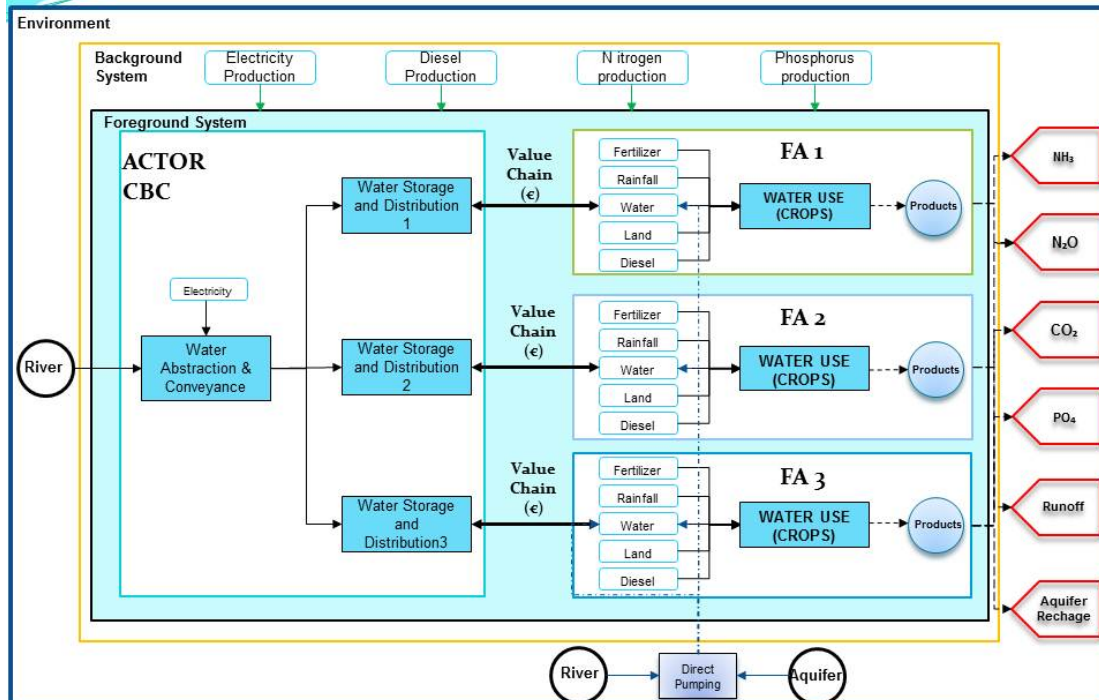 Environment
Background
System
Electricity
Production
Diesel
Production
N itrogen
production
Phosphorus
production
Foreground System
ACTOR
CBC
Electricity
River
Water
Abstraction &
Conveyance
Water Storage
and Distribution
1
Water Storage
and Distribution
2
Water Storage
and
Distribution3
Value
Chain
(€)
Value
Chain
(€)
Value
Chain
(€)
FA 1
Fertilizer
Rainfall
Water
Land
Diesel
WATER USE
(CROPS)
Products
FA 2
Fertilizer
Rainfall
Water
Land
Diesel
WATER USE
(CROPS)
Products
FA 3
Fertilizer
Rainfall
Water
Land
Diesel
WATER USE
(CROPS)
Products
NH₃
N₂O
CO₂
PO₄
Runoff
Aquifer
Rechage
River
Direct
Pumping
Aquifer